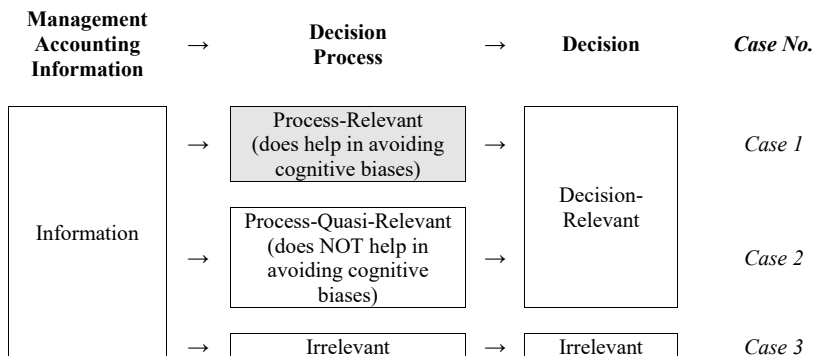 Management
Accounting
Information
→
Decision
Process
→
Decision
Case No.
Information
→
Process-Relevant
(does help in avoiding
cognitive biases)
→
Decision-
Relevant
Case 1
→
Process-Quasi-Relevant
(does NOT help in
avoiding cognitive
biases)
→
Case 2
→
Irrelevant
→
Irrelevant
Case 3